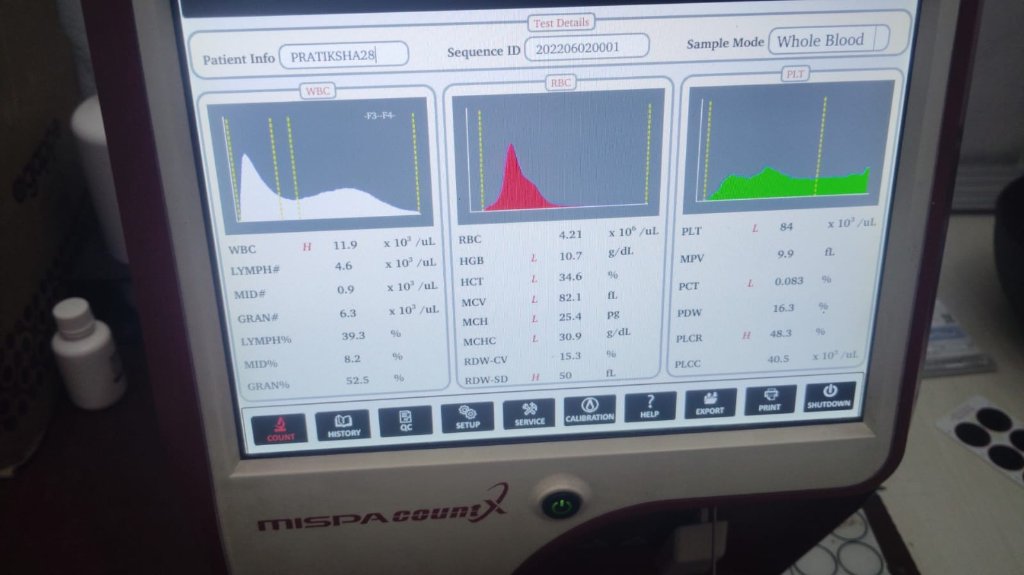 Test Details
Patient Info PRATIKSHA28 Sequence ID 202206020001 Sample Mode Whole Blood
WBC
-F3--F4-
WBC H 11.9 x 10³ /uL
LYMPH# 4.6 x 10³ /uL
MID# 0.9 x 10³ /uL
GRAN# 6.3 x 10³ /uL
LYMPH% 39.3 %
MID% 8.2 %
GRAN% 52.5 %
RBC
RBC 4.21 x 10⁶ /uL
HGB L 10.7 g/dL
HCT L 34.6 %
MCV L 82.1 fL
MCH L 25.4 pg
MCHC L 30.9 g/dL
RDW-CV 15.3 %
RDW-SD H 50 fL
PLT
PLT L 84 x 10³ /uL
MPV 9.9 fL
PCT L 0.083 %
PDW 16.3 %
PLCR H 48.3 %
PLCC 40.5 x 10³ /uL
COUNT HISTORY QC SETUP SERVICE CALIBRATION HELP EXPORT PRINT SHUTDOWN
MISPA countX